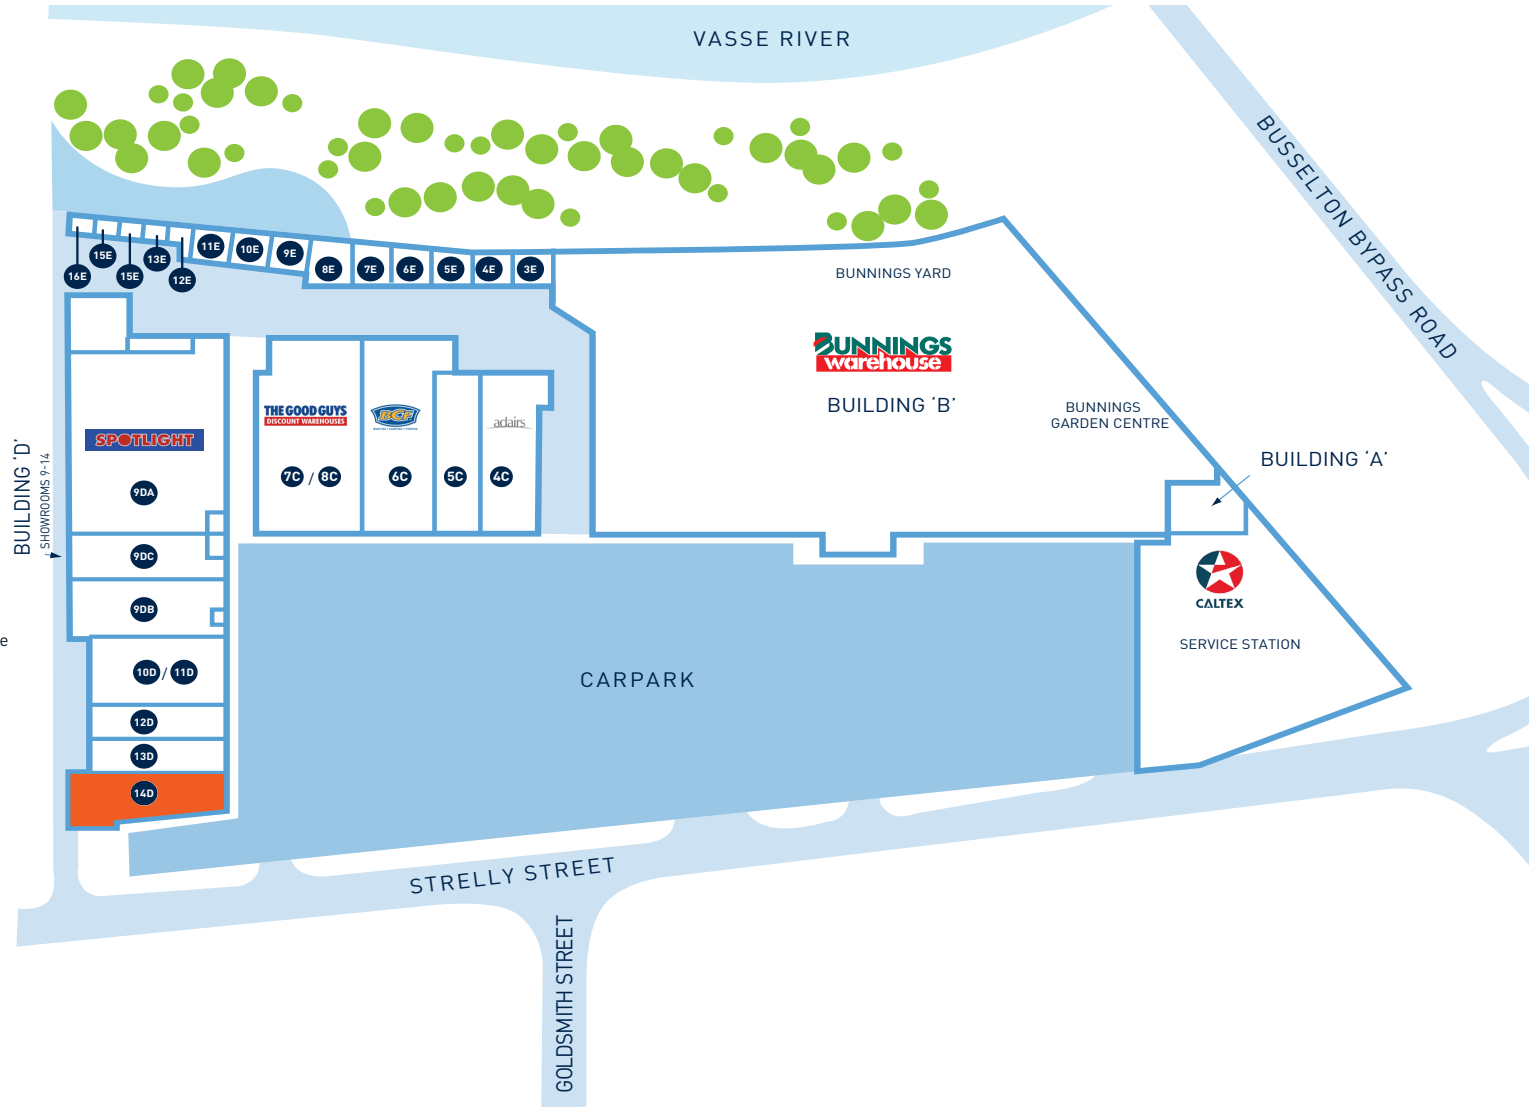 VASSE RIVER
BUSSELTON BYPASS ROAD
11E
10E
9E
8E
7E
6E
5E
4E
3E
16E
15E
15E
13E
12E
BUNNINGS YARD
BUNNINGS
warehouse
BUILDING ‘B’
BUNNINGS
GARDEN CENTRE
BUILDING ‘A’
THE GOOD GUYS
DISCOUNT WAREHOUSES
BCF
adairs
SPOTLIGHT
7C / 8C
6C
5C
4C
BUILDING ‘D’
SHOWROOMS 9-14
9DA
9DC
9DB
e
10D / 11D
12D
13D
14D
CALTEX
SERVICE STATION
CARPARK
STRELLY STREET
GOLDSMITH STREET